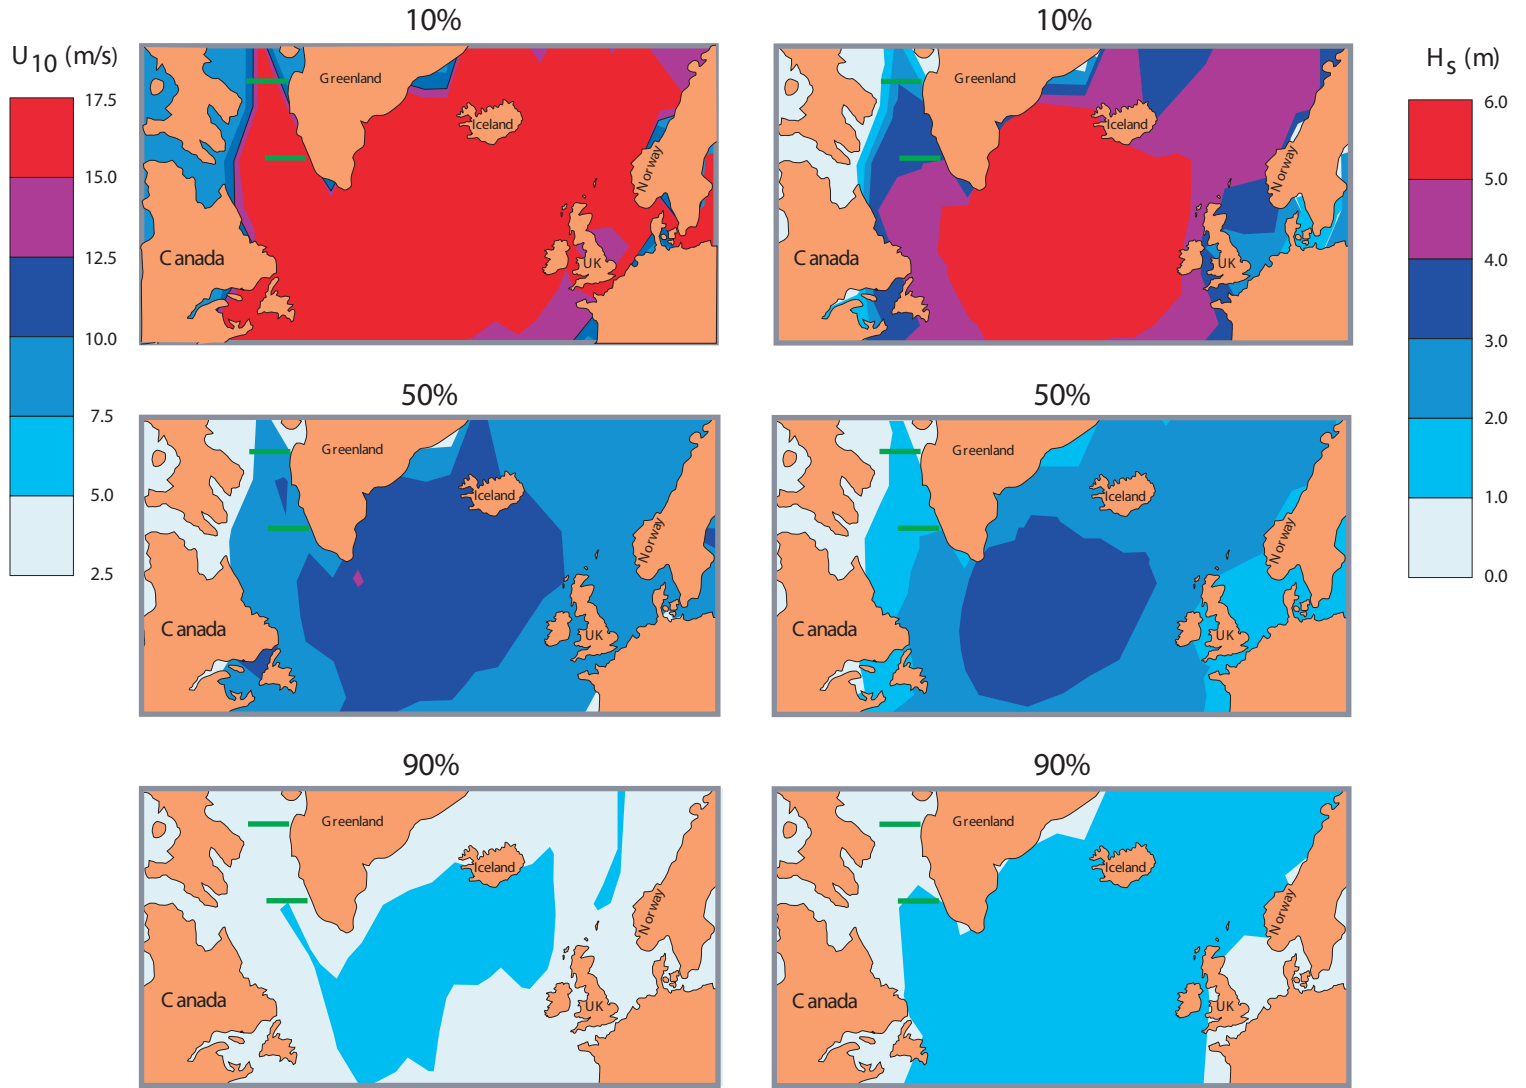 10%
10%
U10 (m/s)
Hs (m)
17.5
15.0
12.5
10.0
7.5
5.0
2.5
6.0
5.0
4.0
3.0
2.0
1.0
0.0
Greenland
Iceland
Norway
Canada
UK
Greenland
Iceland
Norway
Canada
UK
50%
50%
Greenland
Iceland
Norway
Canada
UK
Greenland
Iceland
Norway
Canada
UK
90%
90%
Greenland
Iceland
Norway
Canada
UK
Greenland
Iceland
Norway
Canada
UK